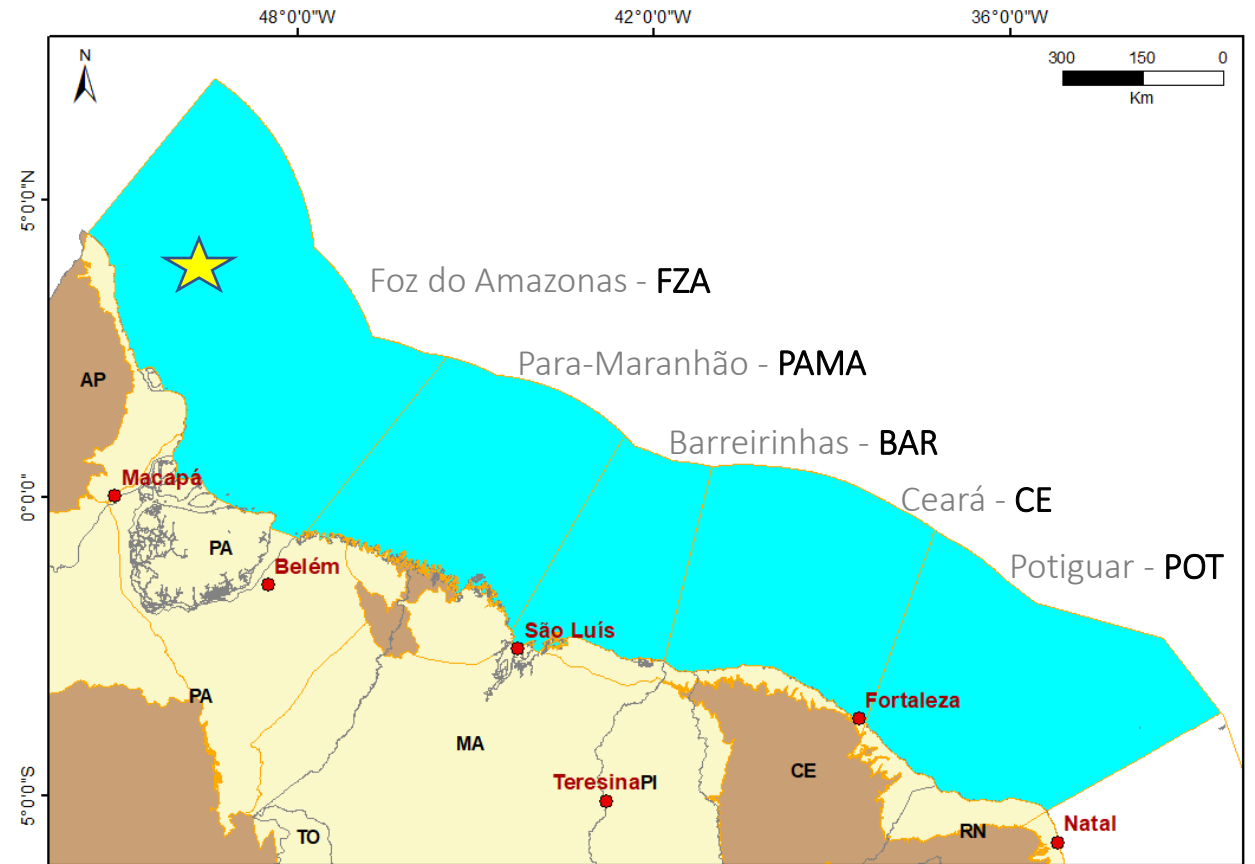 48°0'0"W
42°0'0"W
36°0'0"W
N
300 150 0
Km
5°0'0"N
Foz do Amazonas - FZA
Para-Maranhão - PAMA
AP
Barreirinhas - BAR
Macapá
0°0'0"
Ceará - CE
PA
Belém
Potiguar - POT
São Luís
PA
Fortaleza
MA
CE
Teresina
PI
5°0'0"S
TO
RN
Natal